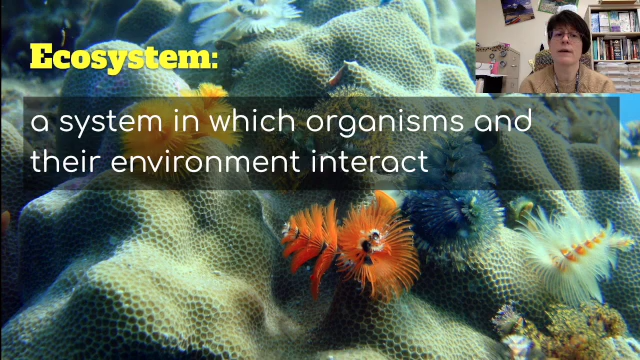 Ecosystem:
a system in which organisms and
their environment interact